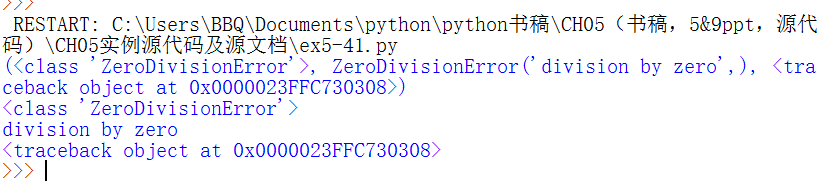 >>>
 RESTART: C:\Users\BBQ\Documents\python\python书稿\CH05（书稿，5&9ppt，源代
码）\CH05实例源代码及源文档\ex5-41.py
(<class 'ZeroDivisionError'>, ZeroDivisionError('division by zero',), <tra
ceback object at 0x0000023FFC730308>)
<class 'ZeroDivisionError'>
division by zero
<traceback object at 0x0000023FFC730308>
>>>